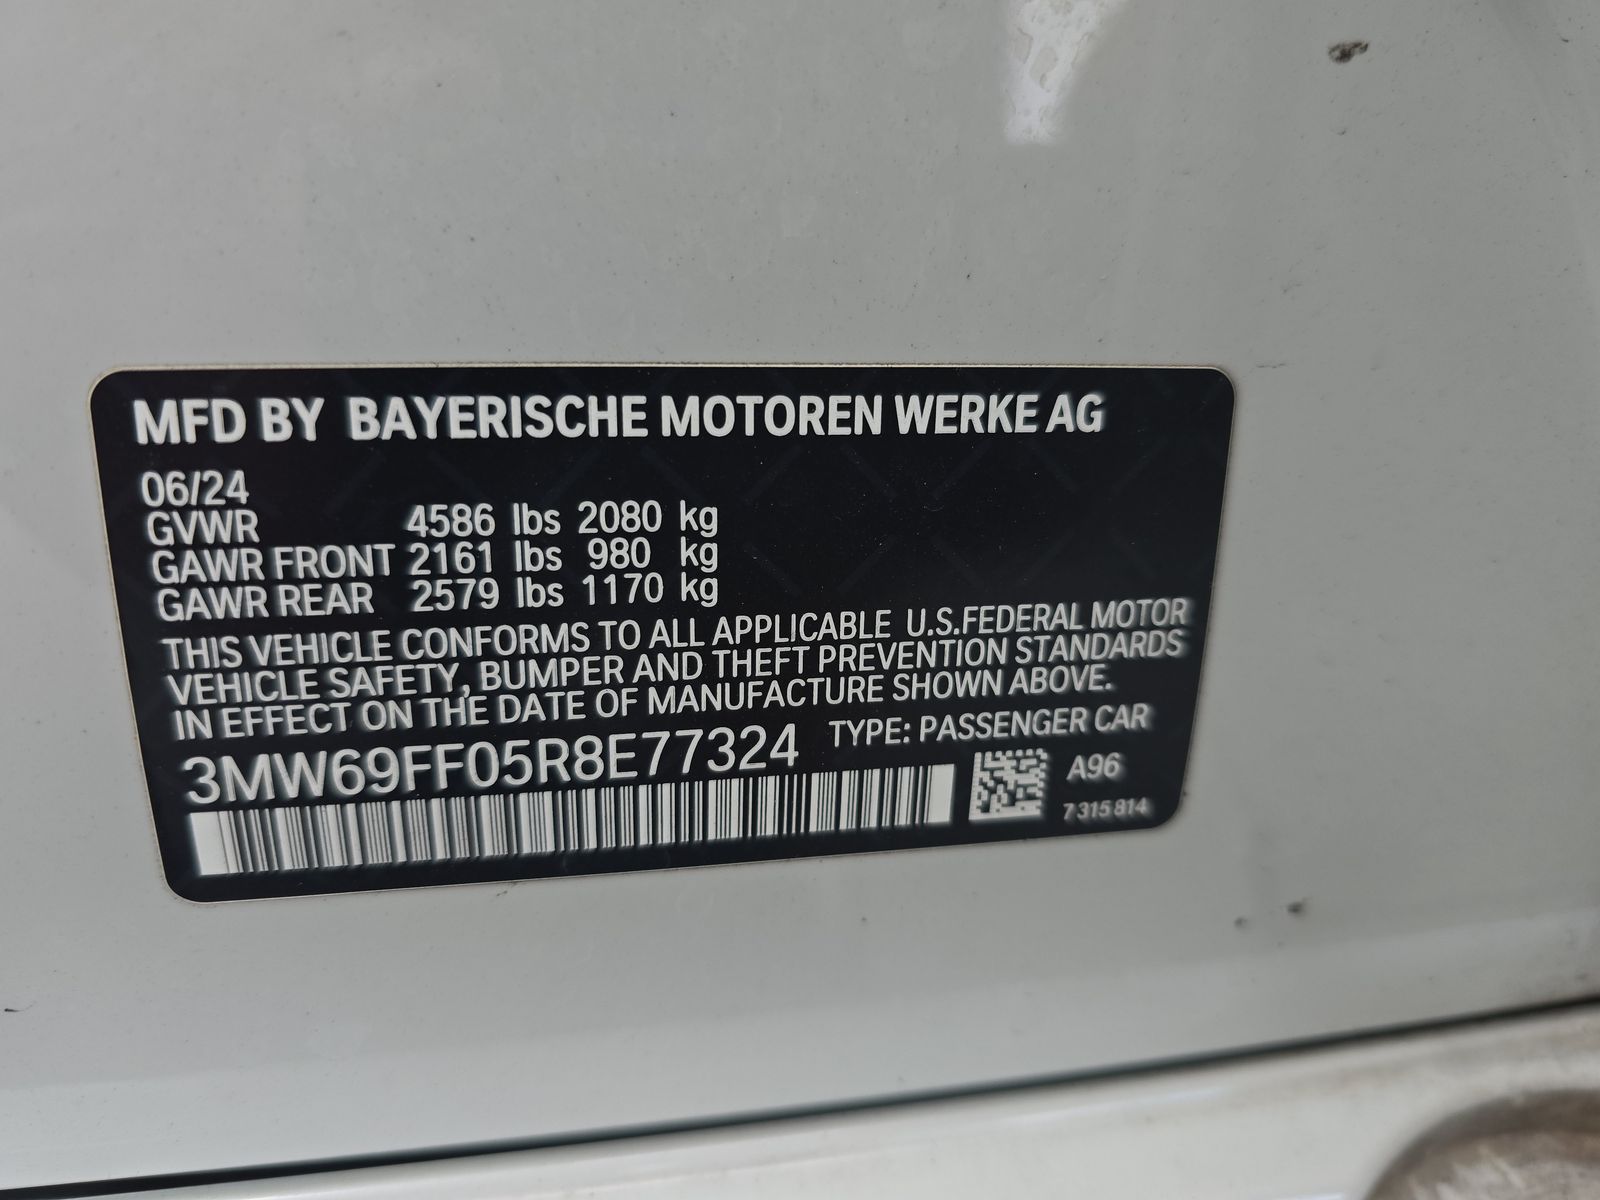 MFD BY BAYERISCHE MOTOREN WERKE AG
06/24
GVWR 4586 lbs 2080 kg
GAWR FRONT 2161 lbs 980 kg
GAWR REAR 2579 lbs 1170 kg
THIS VEHICLE CONFORMS TO ALL APPLICABLE U.S.FEDERAL MOTOR
VEHICLE SAFETY, BUMPER AND THEFT PREVENTION STANDARDS
IN EFFECT ON THE DATE OF MANUFACTURE SHOWN ABOVE.
3MW69FF05R8E77324 TYPE: PASSENGER CAR
A96
7 315 814